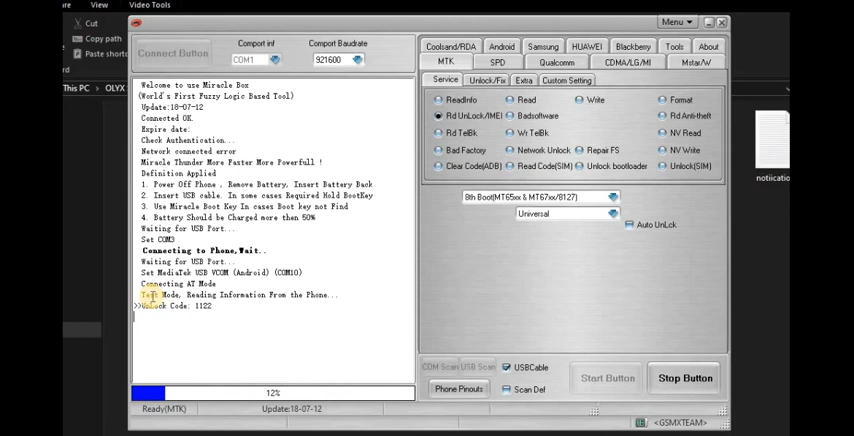 View
Video Tools
Cut
Copy path
Paste
This PC
OLYX
Menu
Connect Button
Comport inf
Comport Baudrate
COM1
921600
Welcome to use Miracle Box
(World's First Fuzzy Logic Based Tool)
Update:18-07-12
Connected OK.
Expire date:
Check Authentication...
Network connected error
Miracle Thunder More Faster More Powerfull !
Definition Applied
1. Power Off Phone , Remove Battery, Insert Battery Back
2. Insert USB cable. In some cases Required Hold BootKey
3. Use Miracle Boot Key In cases Boot key not Find
4. Battery Should be Charged more then 50%
Waiting for USB Port...
Set COM3
Connecting to Phone,Wait..
Waiting for USB Port...
Set MediaTek USB VCOM (Android) (COM10)
Connecting AT Mode
Test Mode, Reading Information From the Phone...
>>Unlock Code: 1122
12%
Ready(MTK)
Update:18-07-12
Coolsand/RDA Android Samsung HUAWEI Blackberry Tools About
MTK SPD Qualcomm CDMA/LG/MI Mstar/W
Service Unlock/Fix Extra Custom Setting
ReadInfo Read Write Format
Rd UnLock/IMEI Badsoftware Rd Anti-theft
Rd TelBk Wr TelBk NV Read
Bad Factory Network Unlock Repair FS NV Write
Clear Code(ADB) Read Code(SIM) Unlock bootloader Unlock(SIM)
8th Boot(MT65xx & MT67xx/8127)
Universal
Auto UnLck
COM Scan USB Scan USBCable
Phone Pinouts Scan Def
Start Button
Stop Button
<GSMXTEAM>